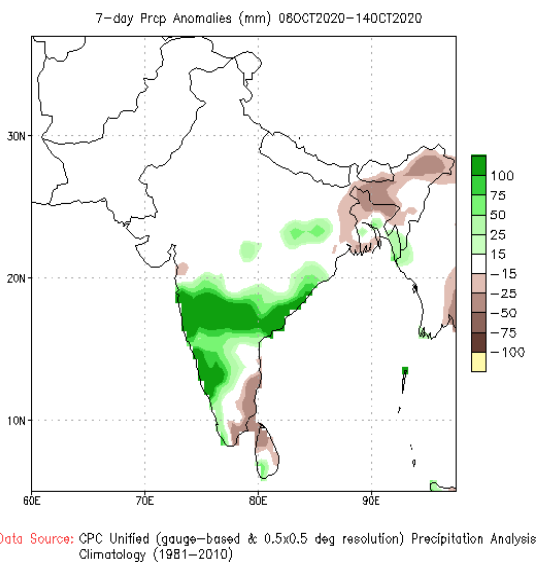 7-day Prcp Anomalies (mm) 08OCT2020-14OCT2020
30N
20N
10N
60E 70E 80E 90E
100
75
50
25
15
-15
-25
-50
-75
-100
Data Source: CPC Unified (gauge-based & 0.5x0.5 deg resolution) Precipitation Analysis
Climatology (1981-2010)